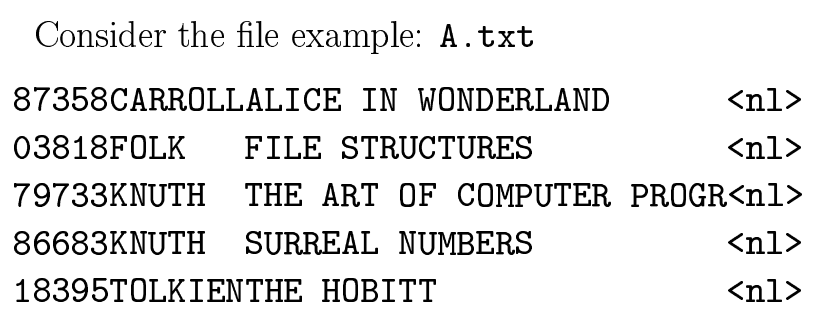 Consider the file example: A.txt
87358CARROLLALICE IN WONDERLAND      <nl>
03818FOLK   FILE STRUCTURES          <nl>
79733KNUTH  THE ART OF COMPUTER PROGR<nl>
86683KNUTH  SURREAL NUMBERS          <nl>
18395TOLKIENTHE HOBITT               <nl>